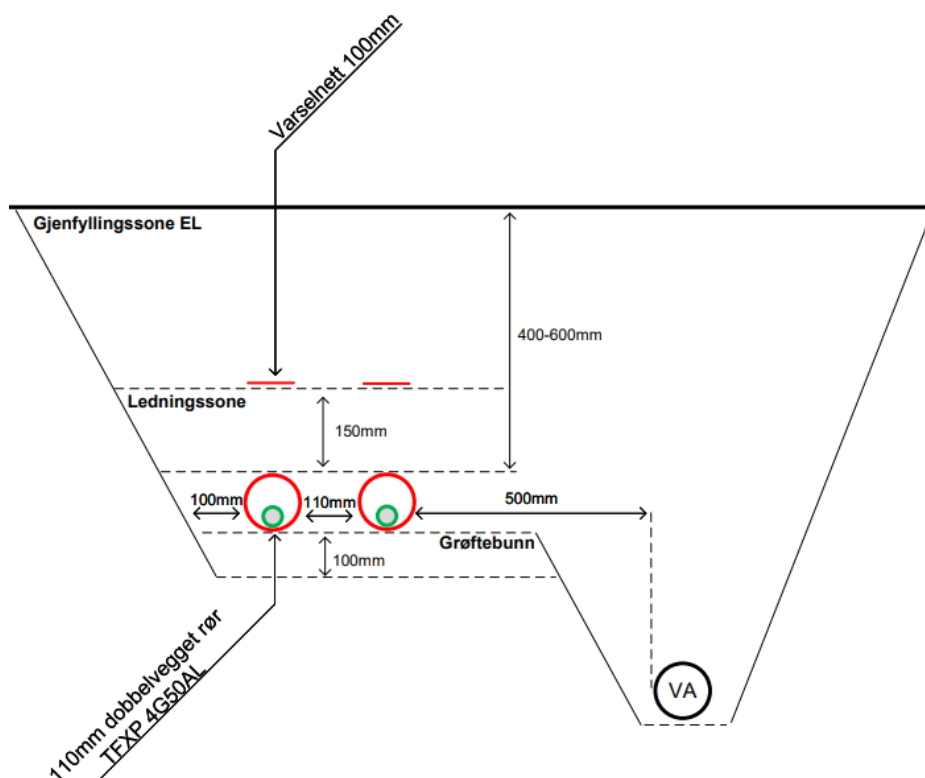 Varselnett 100mm
Gjenfyllingssone EL
400-600mm
Ledningssone
150mm
100mm
110mm
500mm
Grøftebunn
100mm
110mm dobbelvegget rør
TFXP 4G50AL
VA